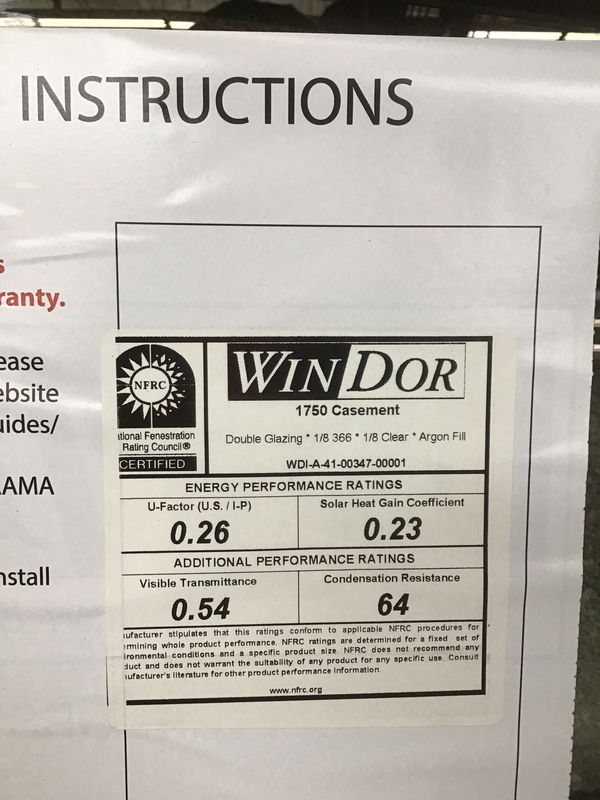 INSTRUCTIONS
s
ranty.
ease
ebsite
uides/
AMA
nstall
NFRC
ational Fenestration
Rating Council®
CERTIFIED
WINDOR
1750 Casement
Double Glazing * 1/8 366 * 1/8 Clear * Argon Fill
WDI-A-41-00347-00001
ENERGY PERFORMANCE RATINGS
U-Factor (U.S. / I-P)
Solar Heat Gain Coefficient
0.26
0.23
ADDITIONAL PERFORMANCE RATINGS
Visible Transmittance
Condensation Resistance
0.54
64
ufacturer stipulates that this ratings conform to applicable NFRC procedures for
rmining whole product performance. NFRC ratings are determined for a fixed set of
ironmental conditions and a specific product size. NFRC does not recommend any
duct and does not warrant the suitability of any product for any specific use. Consult
ufacturer's literature for other product performance information.
www.nfrc.org